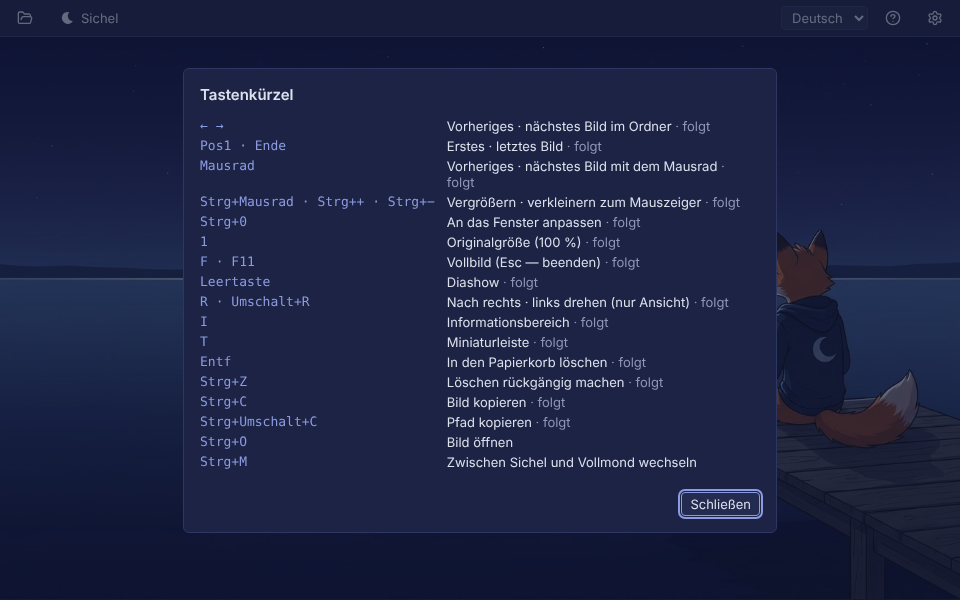 Sichel
Deutsch
Tastenkürzel
← → Vorheriges · nächstes Bild im Ordner · folgt
Pos1 · Ende Erstes · letztes Bild · folgt
Mausrad Vorheriges · nächstes Bild mit dem Mausrad ·
folgt
Strg+Mausrad · Strg++ · Strg+− Vergrößern · verkleinern zum Mauszeiger · folgt
Strg+0 An das Fenster anpassen · folgt
1 Originalgröße (100 %) · folgt
F · F11 Vollbild (Esc — beenden) · folgt
Leertaste Diashow · folgt
R · Umschalt+R Nach rechts · links drehen (nur Ansicht) · folgt
I Informationsbereich · folgt
T Miniaturleiste · folgt
Entf In den Papierkorb löschen · folgt
Strg+Z Löschen rückgängig machen · folgt
Strg+C Bild kopieren · folgt
Strg+Umschalt+C Pfad kopieren · folgt
Strg+O Bild öffnen
Strg+M Zwischen Sichel und Vollmond wechseln
Schließen